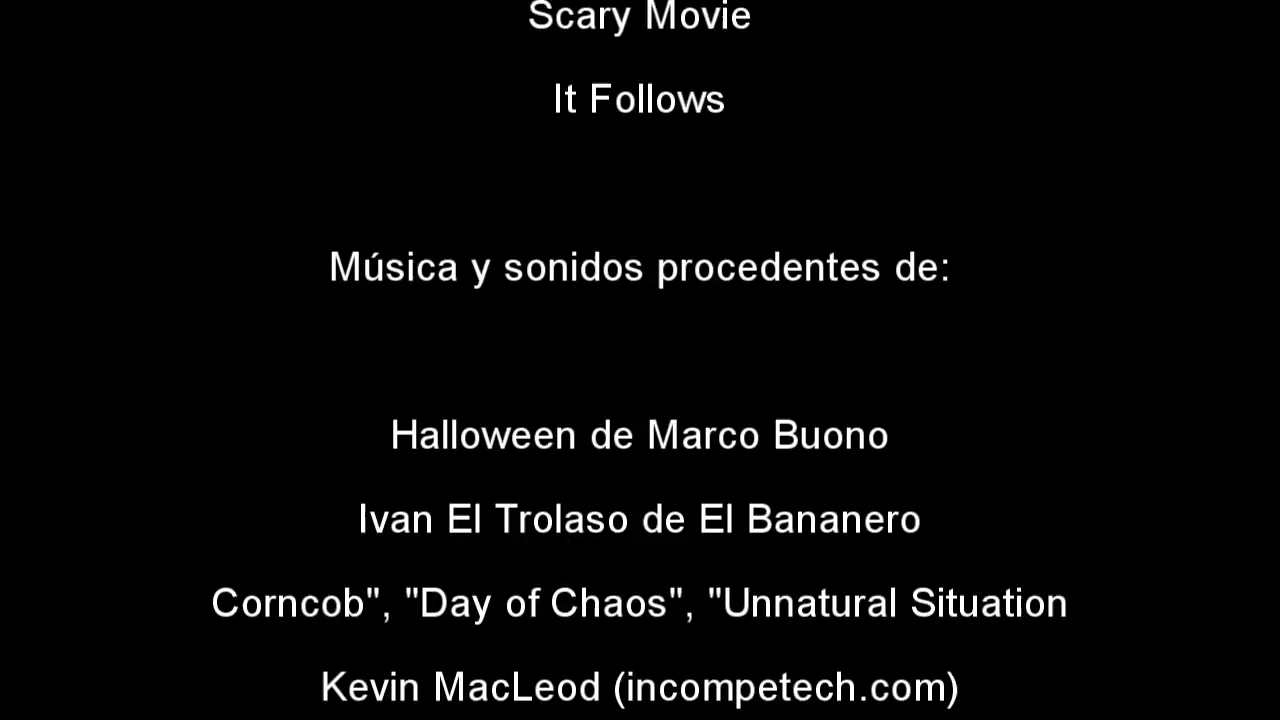 Scary Movie
It Follows
Música y sonidos procedentes de:
Halloween de Marco Buono
Ivan El Trolaso de El Bananero
Corncob", "Day of Chaos", "Unnatural Situation
Kevin MacLeod (incompetech.com)